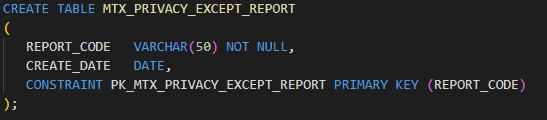 CREATE TABLE MTX_PRIVACY_EXCEPT_REPORT
(
REPORT_CODE VARCHAR(50) NOT NULL,
CREATE_DATE DATE,
CONSTRAINT PK_MTX_PRIVACY_EXCEPT_REPORT PRIMARY KEY (REPORT_CODE)
);